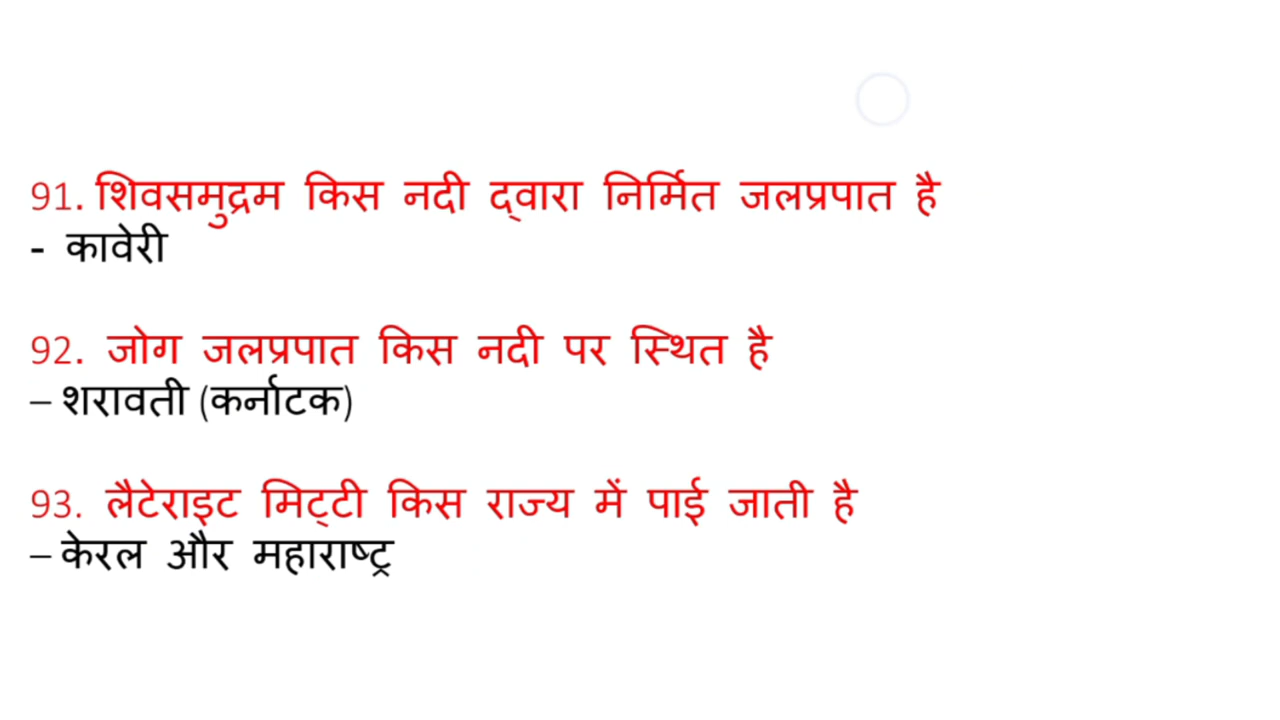 91. शिवसमुद्रम किस नदी द्वारा निर्मित जलप्रपात है
- कावेरी
92. जोग जलप्रपात किस नदी पर स्थित है
– शरावती (कर्नाटक)
93. लैटेराइट मिट्टी किस राज्य में पाई जाती है
– केरल और महाराष्ट्र